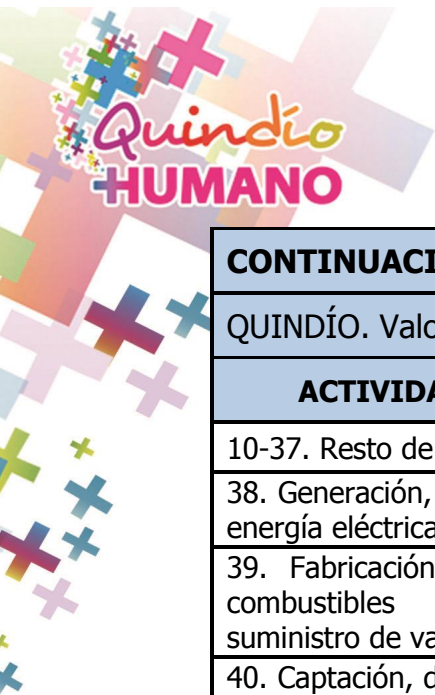 Quindío
HUMANO
CONTINUACI
QUINDÍO. Valo
ACTIVIDA
10-37. Resto de
38. Generación,
energía eléctrica
39. Fabricación
combustibles
suministro de va
40. Captación, d